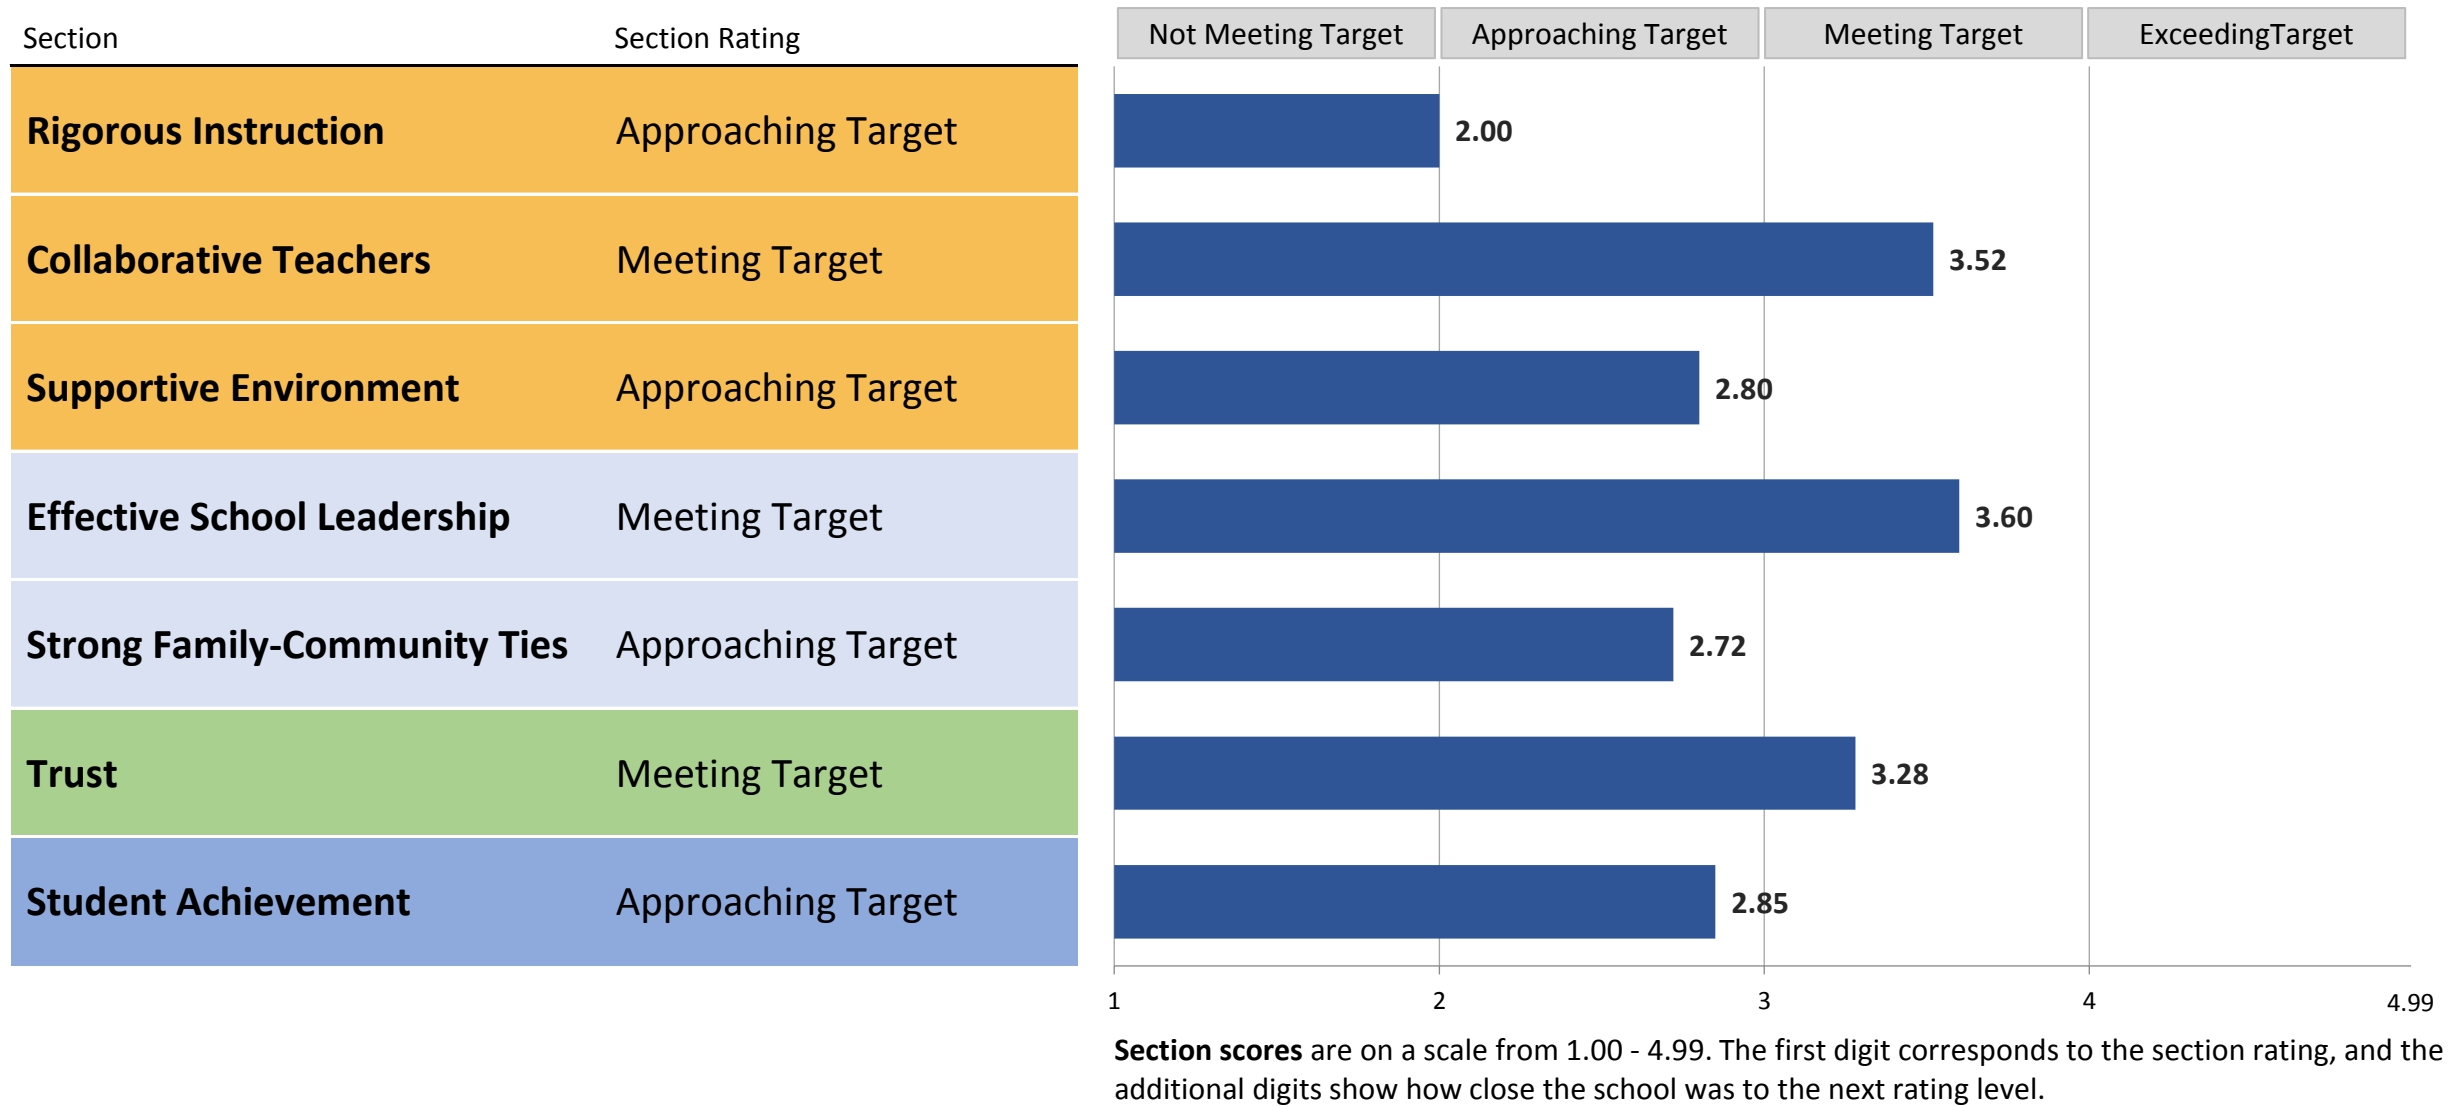 Section Section Rating Not Meeting Target Approaching Target Meeting Target ExceedingTarget
Rigorous Instruction Approaching Target 2.00
Collaborative Teachers Meeting Target 3.52
Supportive Environment Approaching Target 2.80
Effective School Leadership Meeting Target 3.60
Strong Family-Community Ties Approaching Target 2.72
Trust Meeting Target 3.28
Student Achievement Approaching Target 2.85
1 2 3 4 4.99
Section scores are on a scale from 1.00 - 4.99. The first digit corresponds to the section rating, and the
additional digits show how close the school was to the next rating level.